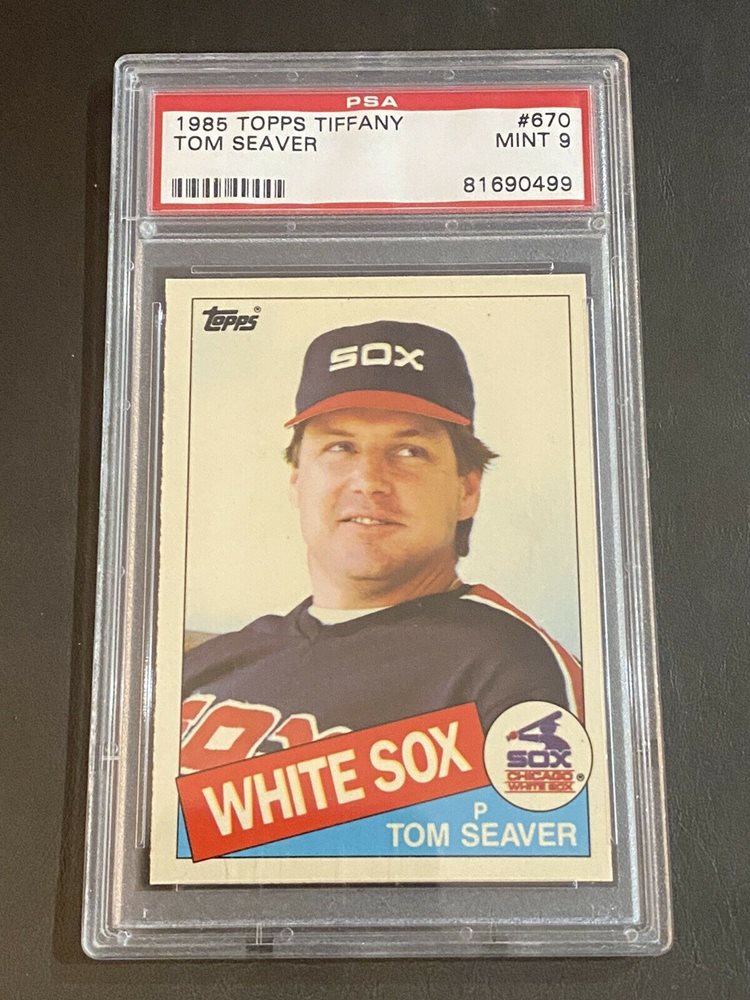 PSA
1985 TOPPS TIFFANY #670
TOM SEAVER MINT 9
81690499
Topps®
SOX
SOX
WHITE SOX
SOX
CHICAGO ®
WHITE SOX
P
TOM SEAVER